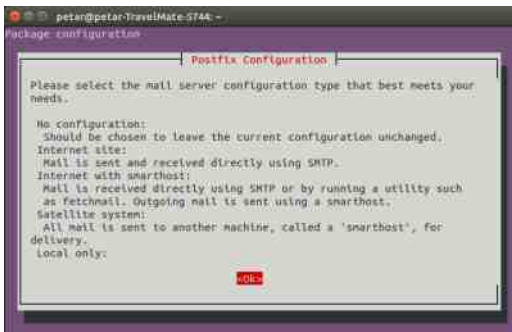 petar@petar-TravelMate-5744: ~
Package configuration
Postfix Configuration
Please select the mail server configuration type that best meets your
needs.
No configuration:
Should be chosen to leave the current configuration unchanged.
Internet site:
Mail is sent and received directly using SMTP.
Internet with smarthost:
Mail is received directly using SMTP or by running a utility such
as fetchmail. Outgoing mail is sent using a smarthost.
Satellite system:
All mail is sent to another machine, called a 'smarthost', for
delivery.
Local only:
<Ok>